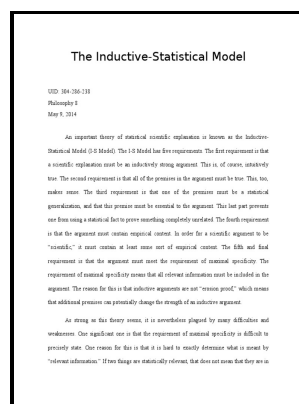 The Inductive-Statistical Model
UID: 304-286-238
Philosophy 8
May 9, 2014
An important theory of statistical scientific explanation is known as the Inductive-
Statistical Model (I-S Model). The I-S Model has five requirements. The first requirement is that
a scientific explanation must be an inductively strong argument. This is, of course, intuitively
true. The second requirement is that all of the premises in the argument must be true. This, too,
makes sense. The third requirement is that one of the premises must be a statistical
generalization, and that this premise must be essential to the argument. This last part prevents
one from using a statistical fact to prove something completely unrelated. The fourth requirement
is that the argument must contain empirical content. In order for a scientific argument to be
"scientific," it must contain at least some sort of empirical content. The fifth and final
requirement is that the argument must meet the requirement of maximal specificity. The
requirement of maximal specificity means that all relevant information must be included in the
argument. The reason for this is that inductive arguments are not "erosion proof," which means
that additional premises can potentially change the strength of an inductive argument.
As strong as this theory seems, it is nevertheless plagued by many difficulties and
weaknesses. One significant one is that the requirement of maximal specificity is difficult to
precisely state. One reason for this is that it is hard to exactly determine what is meant by
"relevant information." If two things are statistically relevant, that does not mean that they are in